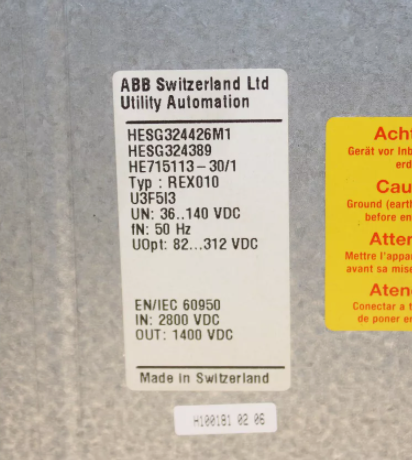 ABB Switzerland Ltd
Utility Automation
HESG324426M1
HESG324389
HE715113-30/1
Typ : REX010
U3F5I3
UN: 36..140 VDC
fN: 50 Hz
UOpt: 82...312 VDC
EN/IEC 60950
IN: 2800 VDC
OUT: 1400 VDC
Made in Switzerland
H100181 02 06
Acht
Gerät vor Inb
erd
Cau
Ground (eart
before en
Atter
Mettre l'appar
avant sa mise
Atenc
Conectar a t
de poner e